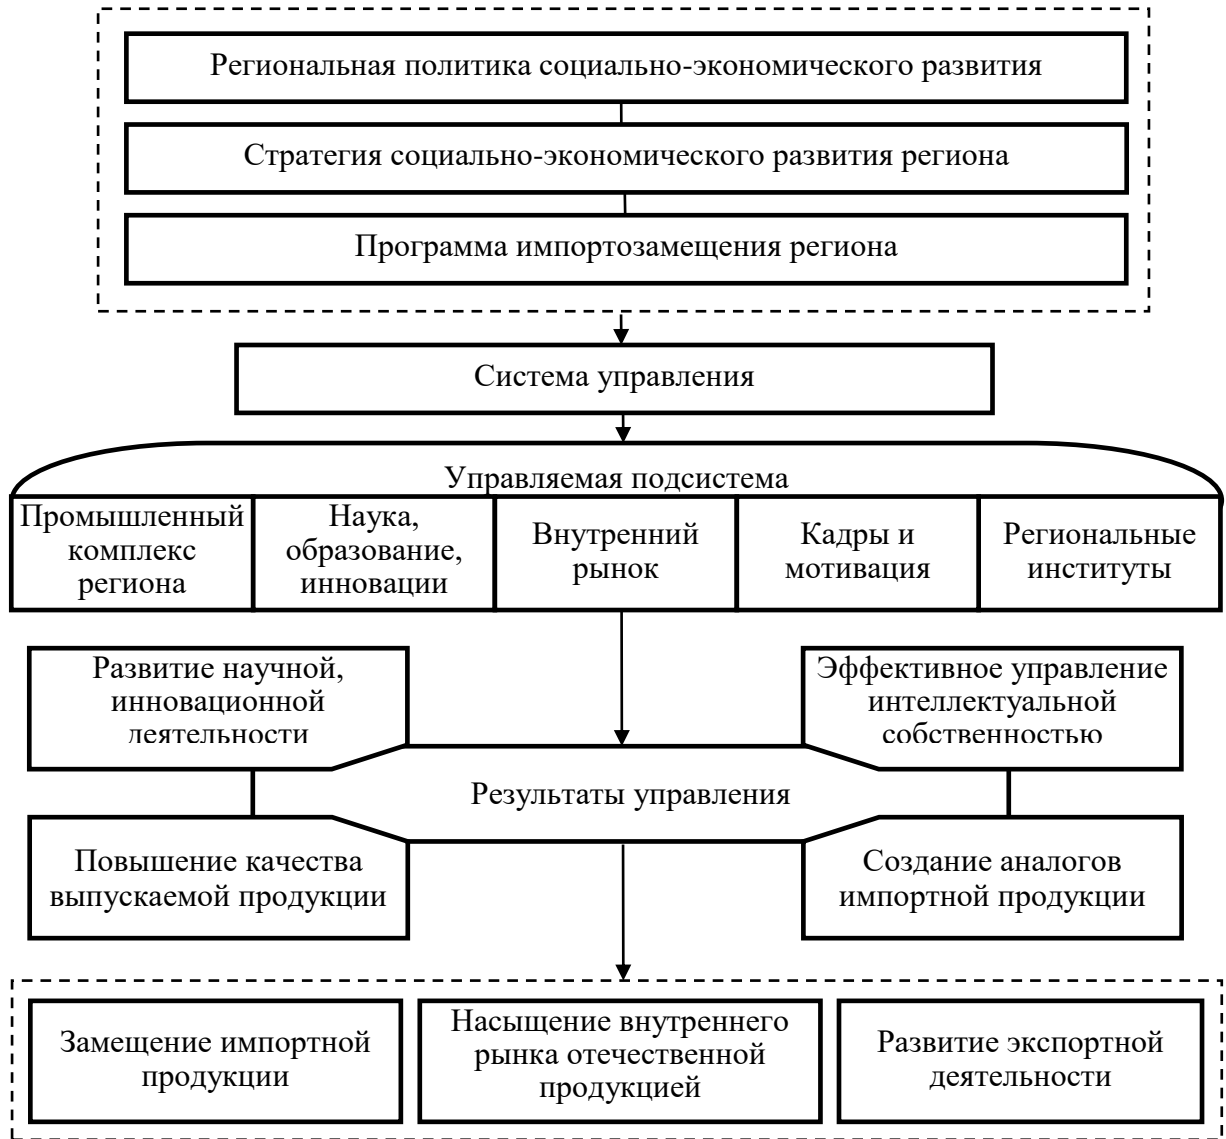 Региональная политика социально-экономического развития
Стратегия социально-экономического развития региона
Программа импортозамещения региона
Система управления
Управляемая подсистема
Промышленный
комплекс
региона
Наука,
образование,
инновации
Внутренний
рынок
Кадры и
мотивация
Региональные
институты
Развитие научной,
инновационной
деятельности
Эффективное управление
интеллектуальной
собственностью
Результаты управления
Повышение качества
выпускаемой продукции
Создание аналогов
импортной продукции
Замещение импортной
продукции
Насыщение внутреннего
рынка отечественной
продукцией
Развитие экспортной
деятельности